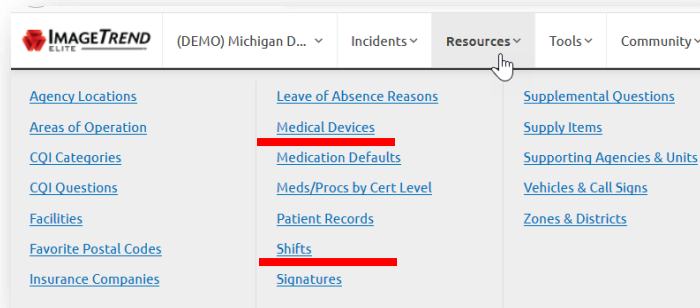 IMAGETREND
ELITE
(DEMO) Michigan D...
Incidents
Resources
Tools
Community
Agency Locations
Areas of Operation
CQI Categories
CQI Questions
Facilities
Favorite Postal Codes
Insurance Companies
Leave of Absence Reasons
Medical Devices
Medication Defaults
Meds/Procs by Cert Level
Patient Records
Shifts
Signatures
Supplemental Questions
Supply Items
Supporting Agencies & Units
Vehicles & Call Signs
Zones & Districts